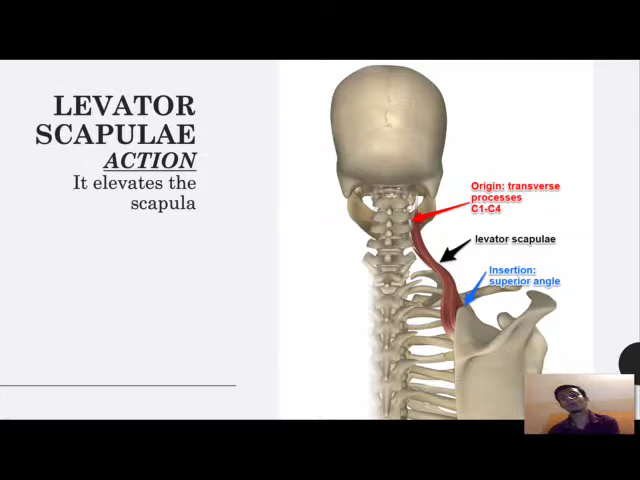 LEVATOR
SCAPULAE
ACTION
It elevates the
scapula
Origin: transverse
processes
C1-C4
levator scapulae
Insertion:
superior angle